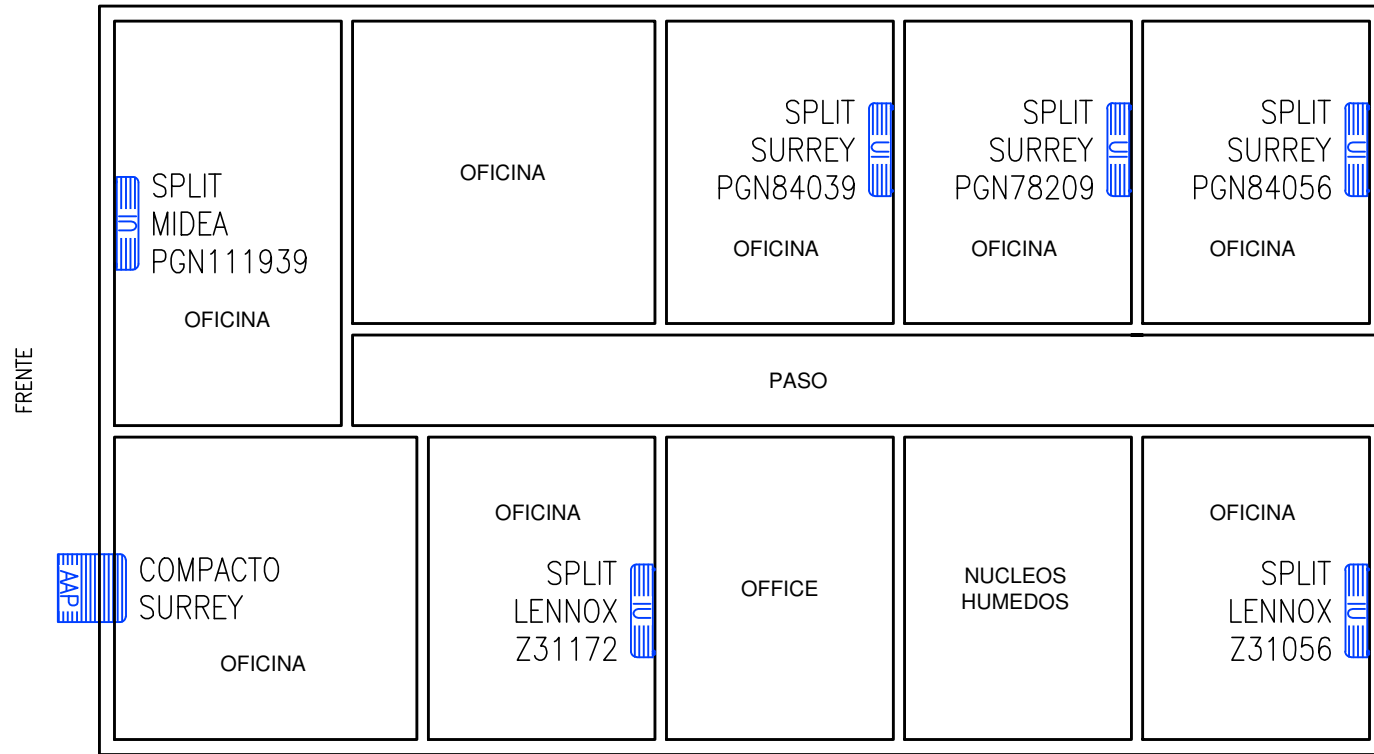 SPLIT
MIDEA
PGN111939
UI
OFICINA
OFICINA
SPLIT
SURREY
PGN84039
UI
OFICINA
SPLIT
SURREY
PGN78209
UI
OFICINA
SPLIT
SURREY
PGN84056
UI
OFICINA
FRENTE
PASO
AAP
COMPACTO
SURREY
OFICINA
OFICINA
SPLIT
LENNOX
Z31172
UI
OFFICE
NUCLEOS
HUMEDOS
OFICINA
SPLIT
LENNOX
Z31056
UI